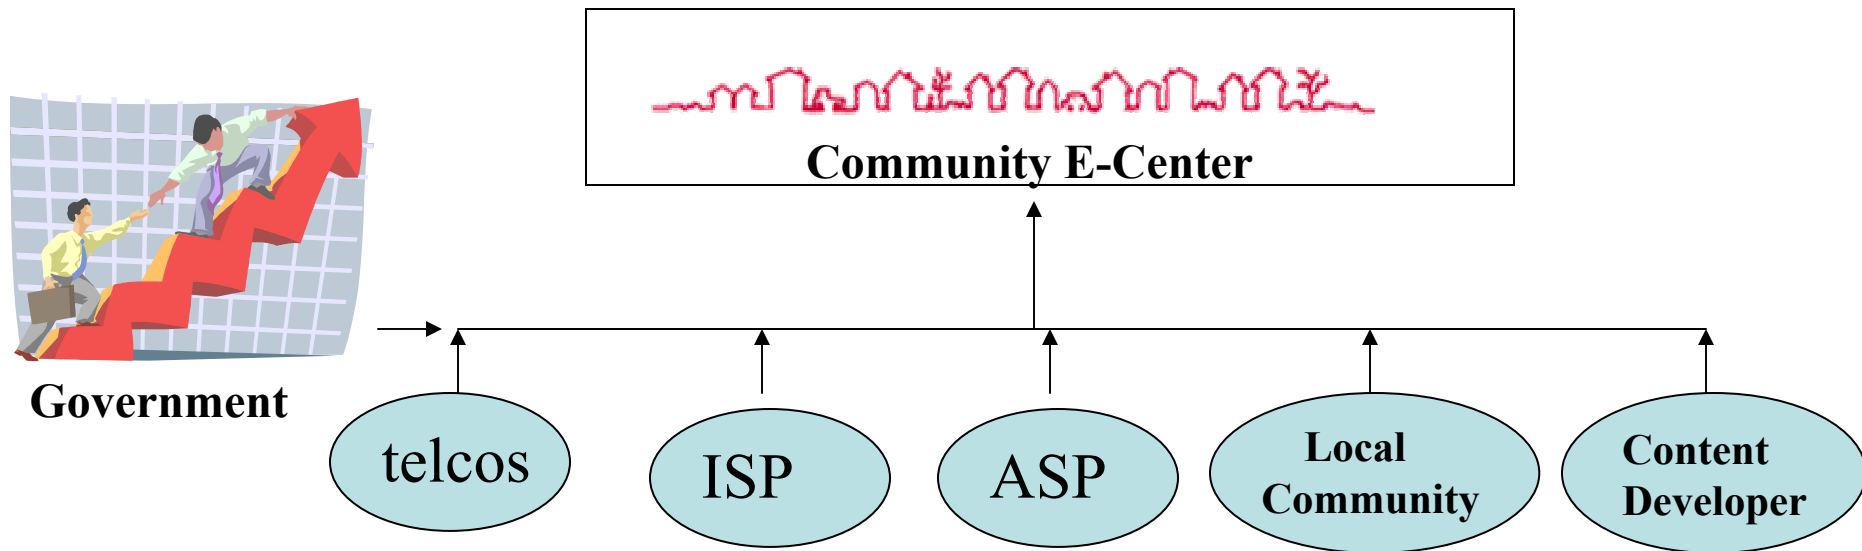 Community E-Center
Government
telcos
ISP
ASP
Local
Community
Content
Developer